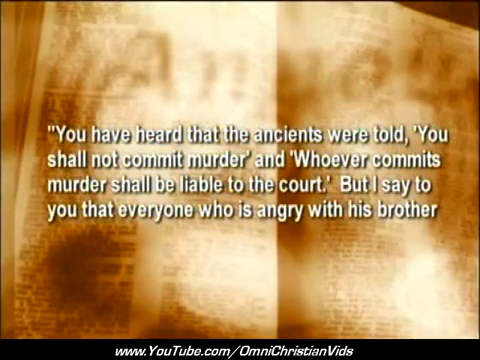 "You have heard that the ancients were told, 'You
shall not commit murder' and 'Whoever commits
murder shall be liable to the court.' But I say to
you that everyone who is angry with his brother
www.YouTube.com/OmniChristianVids